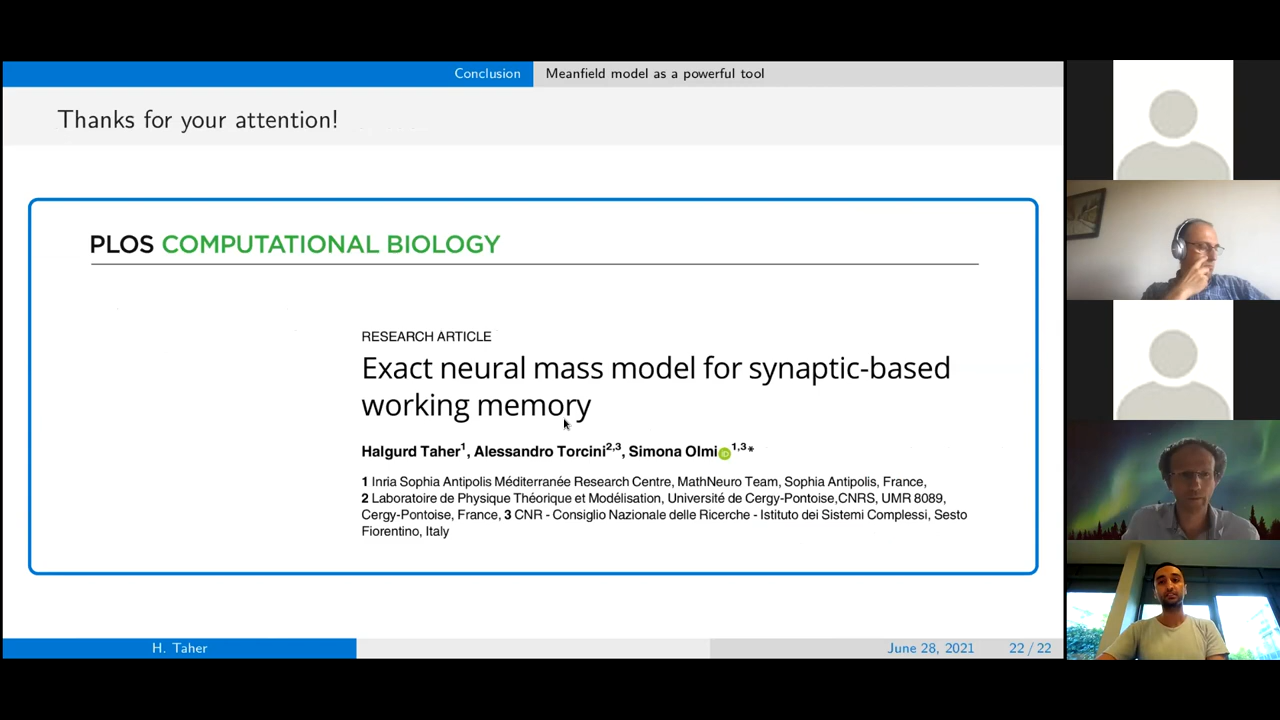 Conclusion
Meanfield model as a powerful tool
Thanks for your attention!
PLOS COMPUTATIONAL BIOLOGY
RESEARCH ARTICLE
Exact neural mass model for synaptic-based
working memory
Halgurd Taher1, Alessandro Torcini2,3, Simona Olmi iD 1,3*
1 Inria Sophia Antipolis Méditerranée Research Centre, MathNeuro Team, Sophia Antipolis, France,
2 Laboratoire de Physique Théorique et Modélisation, Université de Cergy-Pontoise,CNRS, UMR 8089,
Cergy-Pontoise, France, 3 CNR - Consiglio Nazionale delle Ricerche - Istituto dei Sistemi Complessi, Sesto
Fiorentino, Italy
H. Taher
June 28, 2021
22 / 22